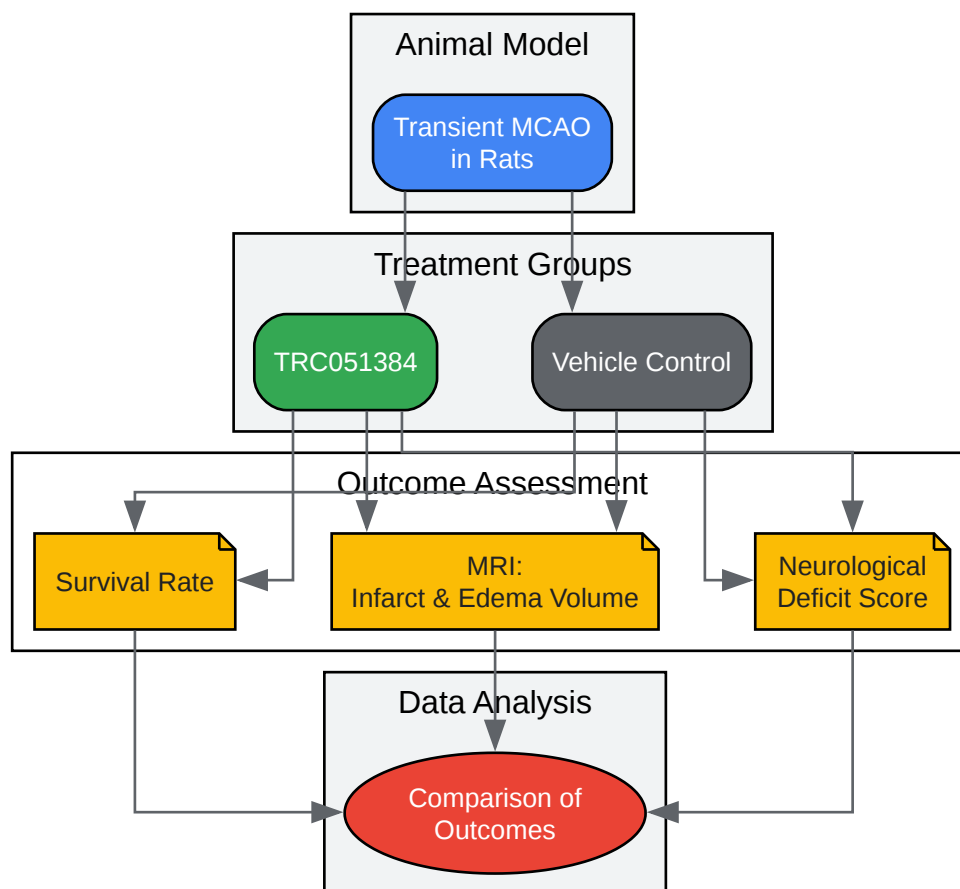 Animal Model
Transient MCAO
in Rats
Treatment Groups
TRC051384
Vehicle Control
Outcome Assessment
Survival Rate
MRI:
Infarct & Edema Volume
Neurological
Deficit Score
Data Analysis
Comparison of
Outcomes